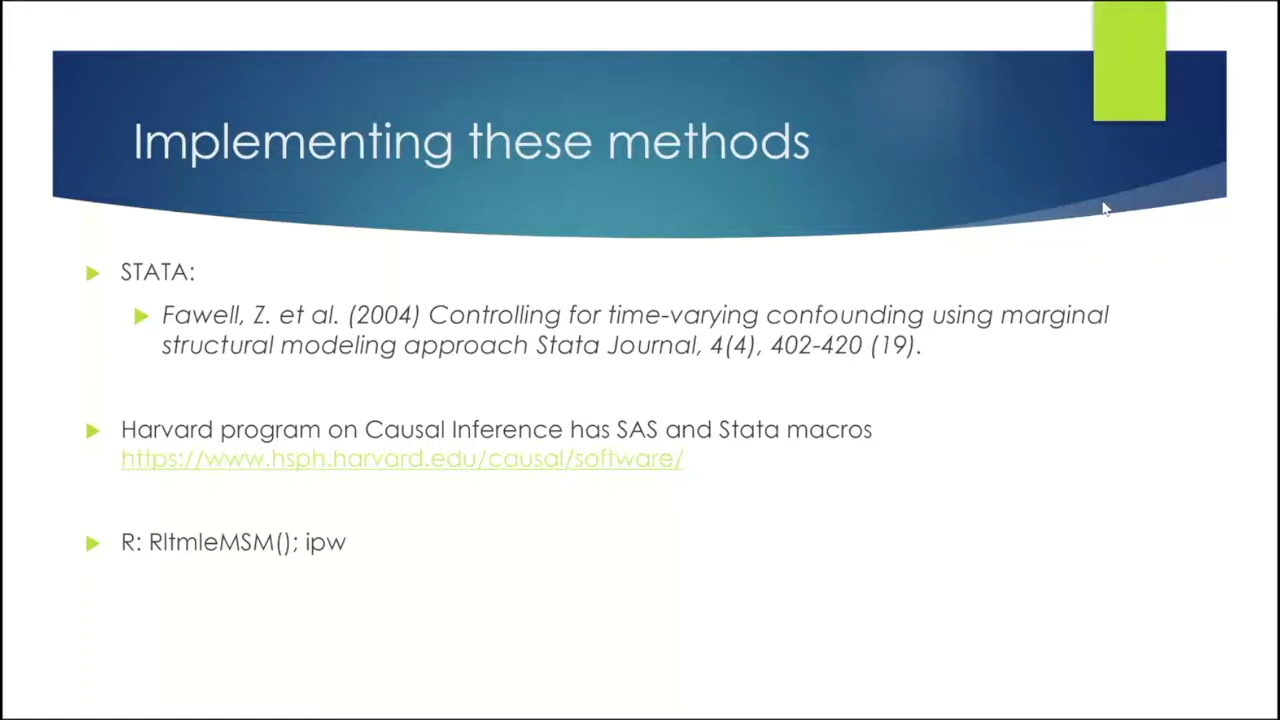 Implementing these methods
STATA:
Fawell, Z. et al. (2004) Controlling for time-varying confounding using marginal
structural modeling approach Stata Journal, 4(4), 402-420 (19).
Harvard program on Causal Inference has SAS and Stata macros
https://www.hsph.harvard.edu/causal/software/
R: RltmleMSM(); ipw